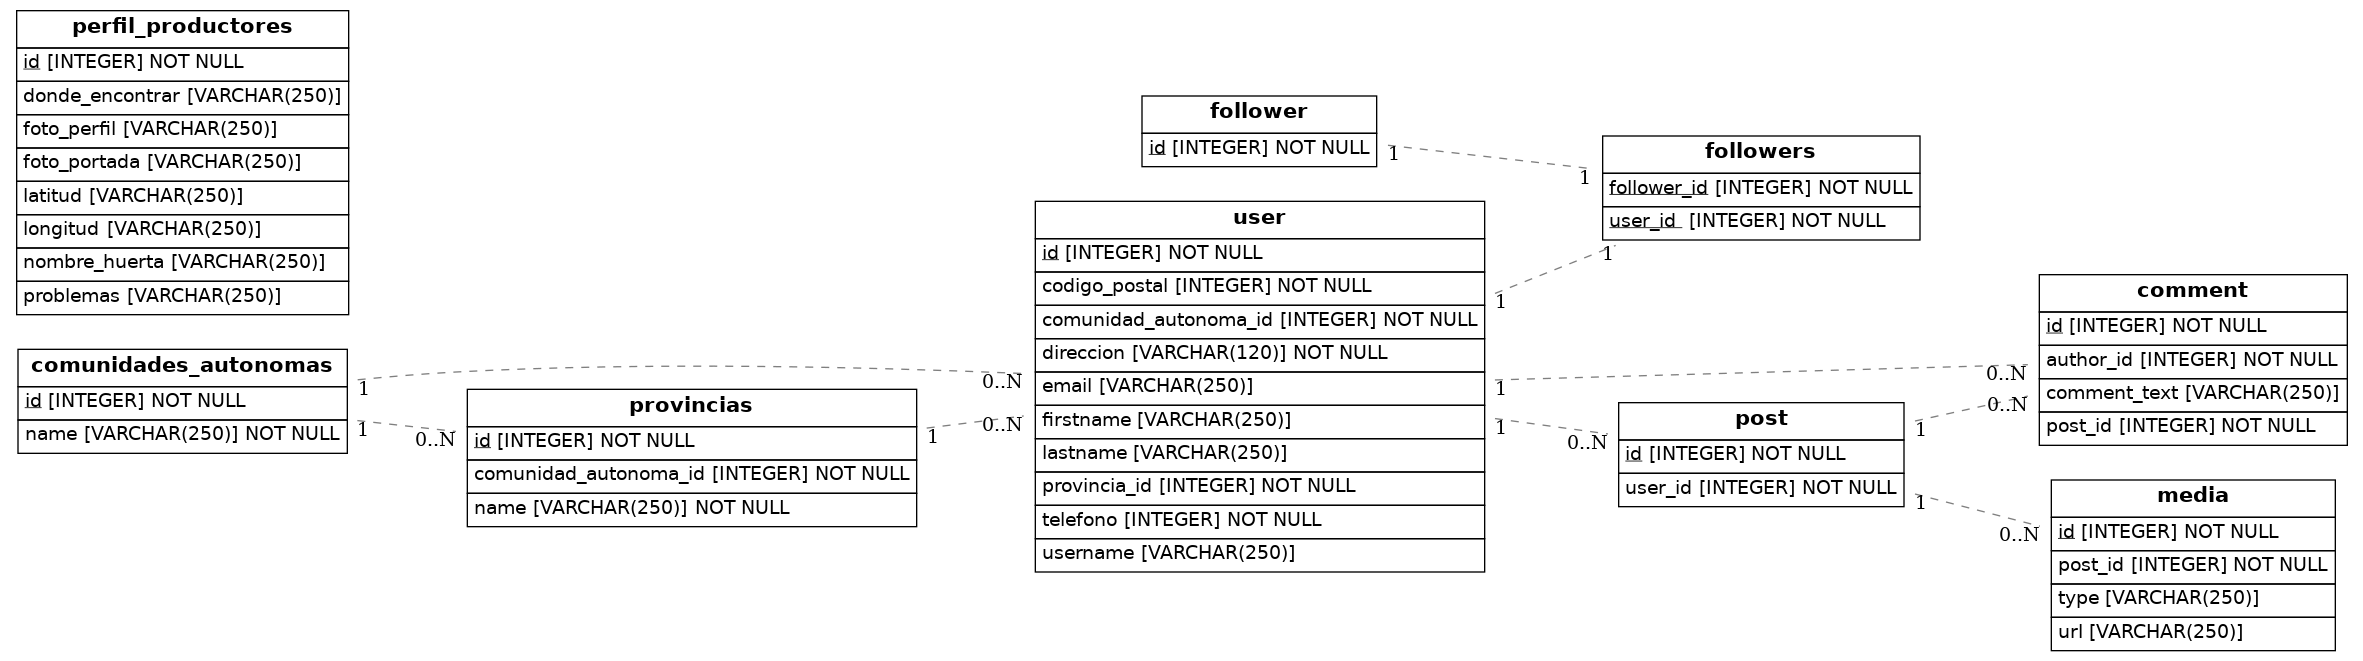 perfil_productores
id [INTEGER] NOT NULL
donde_encontrar [VARCHAR(250)]
foto_perfil [VARCHAR(250)]
foto_portada [VARCHAR(250)]
latitud [VARCHAR(250)]
longitud [VARCHAR(250)]
nombre_huerta [VARCHAR(250)]
problemas [VARCHAR(250)]
comunidades_autonomas
id [INTEGER] NOT NULL
name [VARCHAR(250)] NOT NULL
1
0..N
1
0..N
provincias
id [INTEGER] NOT NULL
comunidad_autonoma_id [INTEGER] NOT NULL
name [VARCHAR(250)] NOT NULL
1
0..N
follower
id [INTEGER] NOT NULL
1
1
user
id [INTEGER] NOT NULL
codigo_postal [INTEGER] NOT NULL
comunidad_autonoma_id [INTEGER] NOT NULL
direccion [VARCHAR(120)] NOT NULL
email [VARCHAR(250)]
firstname [VARCHAR(250)]
lastname [VARCHAR(250)]
provincia_id [INTEGER] NOT NULL
telefono [INTEGER] NOT NULL
username [VARCHAR(250)]
followers
follower_id [INTEGER] NOT NULL
user_id [INTEGER] NOT NULL
1
1
1
0..N
1
0..N
post
id [INTEGER] NOT NULL
user_id [INTEGER] NOT NULL
1
0..N
1
0..N
comment
id [INTEGER] NOT NULL
author_id [INTEGER] NOT NULL
comment_text [VARCHAR(250)]
post_id [INTEGER] NOT NULL
media
id [INTEGER] NOT NULL
post_id [INTEGER] NOT NULL
type [VARCHAR(250)]
url [VARCHAR(250)]